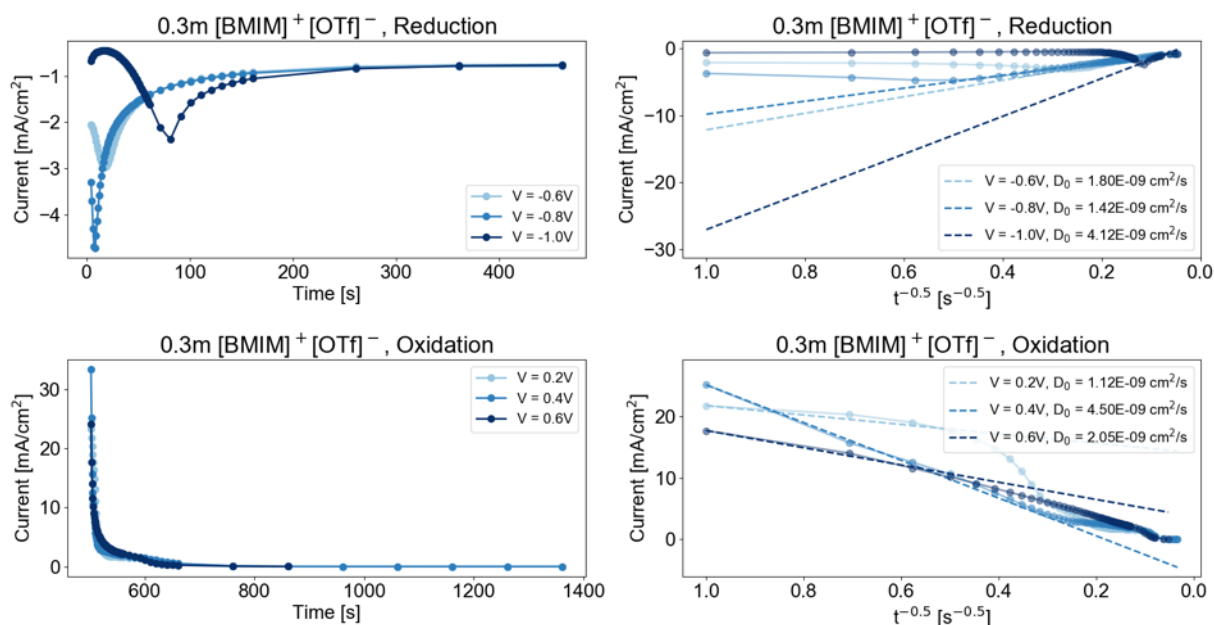 0.3m [BMIM]⁺[OTf]⁻, Reduction
Current [mA/cm²]
−1
−2
−3
−4
V = -0.6V
V = -0.8V
V = -1.0V
0
100
200
300
400
Time [s]
0.3m [BMIM]⁺[OTf]⁻, Reduction
Current [mA/cm²]
0
−10
−20
−30
V = -0.6V, D₀ = 1.80E-09 cm²/s
V = -0.8V, D₀ = 1.42E-09 cm²/s
V = -1.0V, D₀ = 4.12E-09 cm²/s
1.0
0.8
0.6
0.4
0.2
0.0
t⁻⁰·⁵ [s⁻⁰·⁵]
0.3m [BMIM]⁺[OTf]⁻, Oxidation
Current [mA/cm²]
30
20
10
0
V = 0.2V
V = 0.4V
V = 0.6V
600
800
1000
1200
1400
Time [s]
0.3m [BMIM]⁺[OTf]⁻, Oxidation
Current [mA/cm²]
20
10
0
V = 0.2V, D₀ = 1.12E-09 cm²/s
V = 0.4V, D₀ = 4.50E-09 cm²/s
V = 0.6V, D₀ = 2.05E-09 cm²/s
1.0
0.8
0.6
0.4
0.2
0.0
t⁻⁰·⁵ [s⁻⁰·⁵]